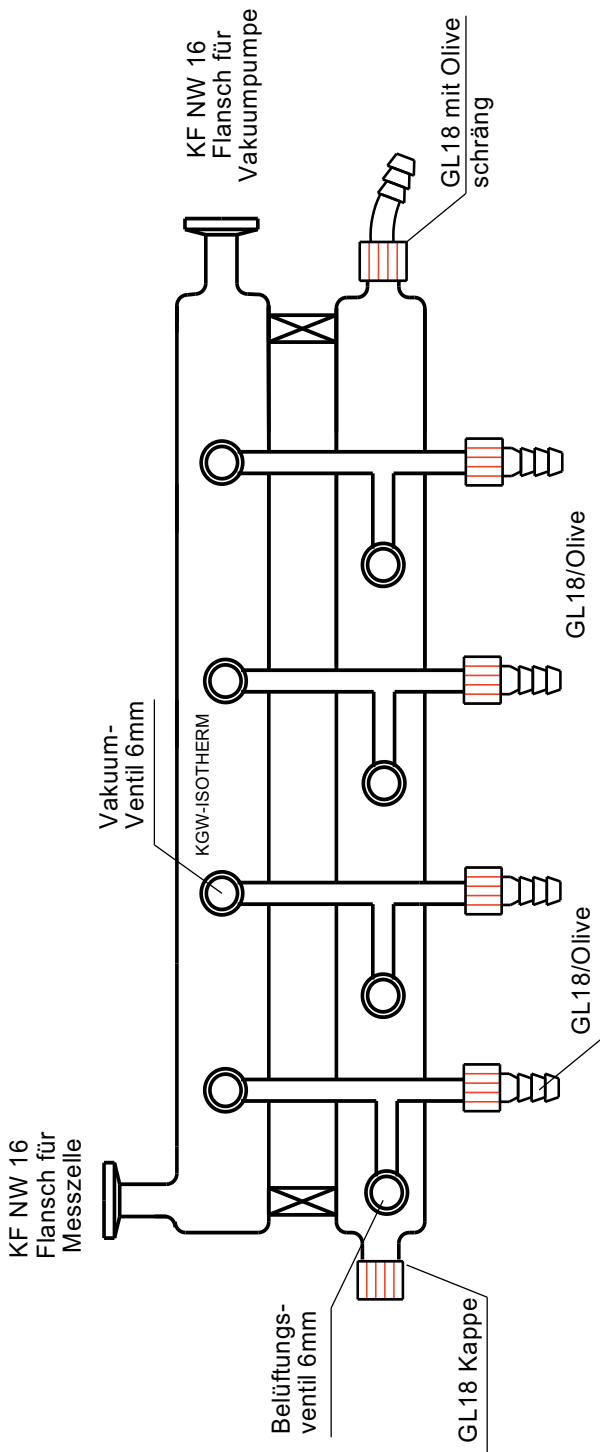 KF NW 16
Flansch für
Messzelle
Vakuum-
Ventil 6mm
KF NW 16
Flansch für
Vakuumpumpe
KGW-ISOTHERM
Belüftungs-
ventil 6mm
GL18 Kappe
GL18/Olive
GL18/Olive
GL18 mit Olive
schräng